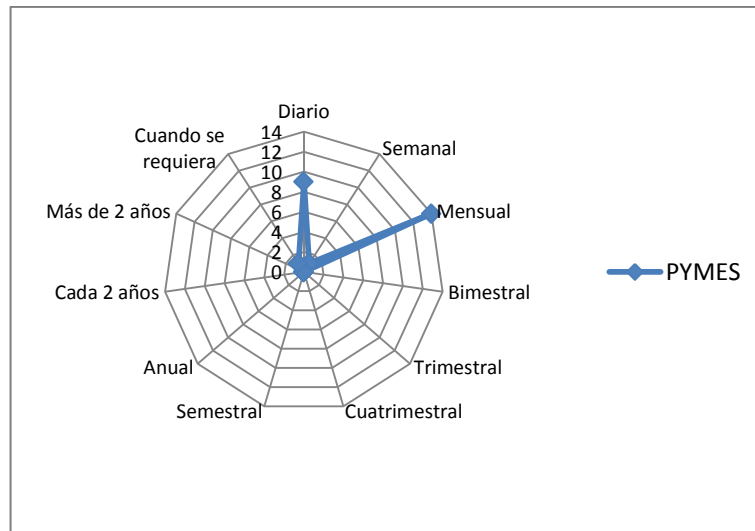 Diario
Cuando se
requiera
14
12
10
8
6
4
2
0
Semanal
Más de 2 años
Mensual
Cada 2 años
Bimestral
Anual
Trimestral
Semestral
Cuatrimestral
PYMES